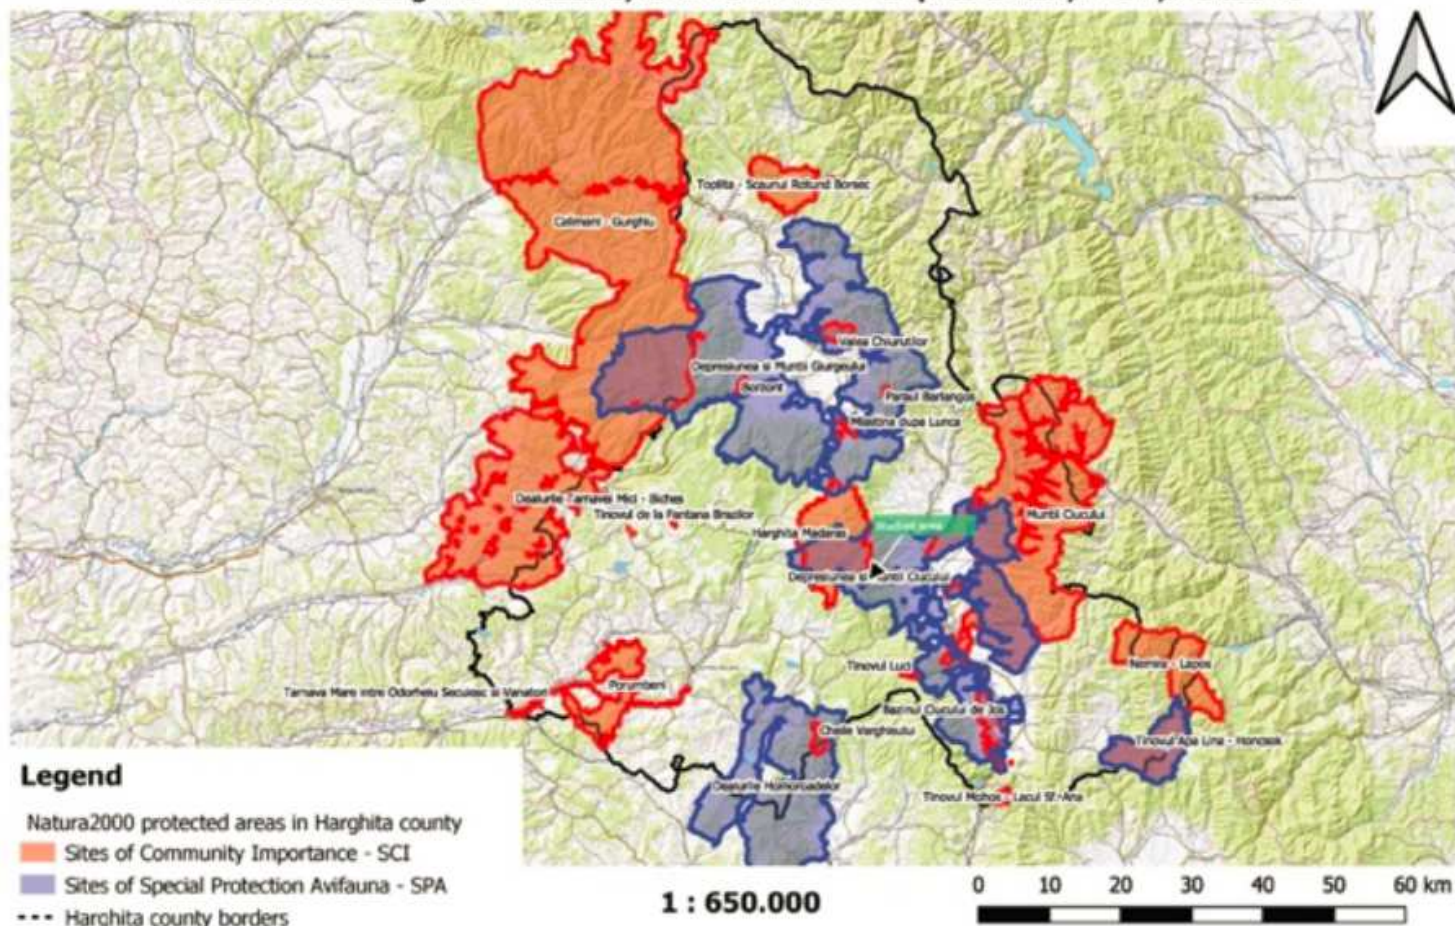 Toplita - Scaunul Rotund Borsec
Calimani - Gurghiu
Valea Chiurutilor
Depresiunea si Muntii Giurgeului
Borzont
Paraul Barlangos
Mlastina dupa Lunca
Dealurile Tarnavei Mici - Biches
Tinovul de la Fantana Brazilor
Muntii Ciucului
Harghita Madaras
Studied area
Depresiunea si Muntii Ciucului
Nemira - Lapos
Tinovul Luci
Porumbeni
Tarnava Mare intre Odorheiu Secuiesc si Vanatori
Bazinul Ciucului de Jos
Cheile Varghisului
Tinovul Apa Lina - Honcsok
Dealurile Homoroadelor
Tinovul Mohos - Lacul Sf. Ana
Legend
Natura2000 protected areas in Harghita county
Sites of Community Importance - SCI
Sites of Special Protection Avifauna - SPA
Harghita county borders
1 : 650.000
0 10 20 30 40 50 60 km